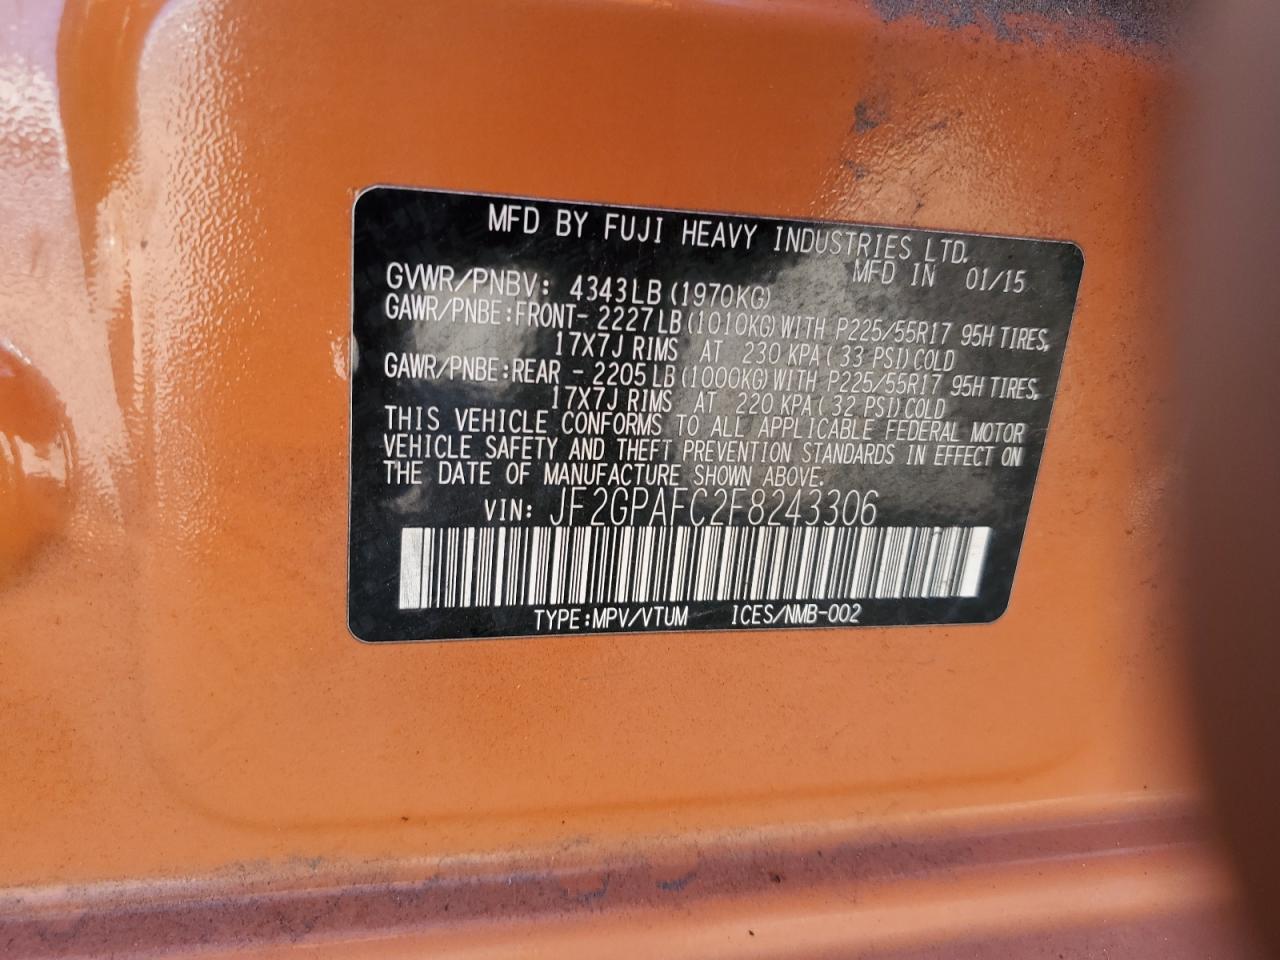 MFD BY FUJI HEAVY INDUSTRIES LTD.
MFD IN 01/15
GVWR/PNBV: 4343LB (1970KG)
GAWR/PNBE:FRONT- 2227LB (1010KG) WITH P225/55R17 95H TIRES,
17X7J RIMS AT 230 KPA ( 33 PSI) COLD
GAWR/PNBE:REAR - 2205LB (1000KG) WITH P225/55R17 95H TIRES,
17X7J RIMS AT 220 KPA ( 32 PSI) COLD
THIS VEHICLE CONFORMS TO ALL APPLICABLE FEDERAL MOTOR
VEHICLE SAFETY AND THEFT PREVENTION STANDARDS IN EFFECT ON
THE DATE OF MANUFACTURE SHOWN ABOVE.
VIN: JF2GPAFC2F8243306
TYPE:MPV/VTUM ICES/NMB-002